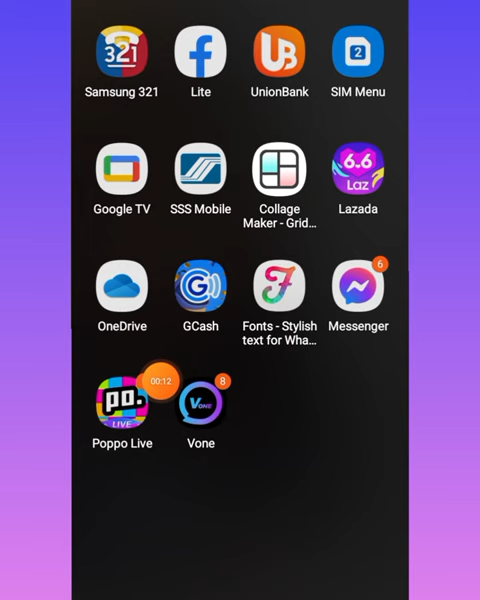 321
2
Samsung 321
Lite
UnionBank
SIM Menu
6.6
Laz
Google TV
SSS Mobile
Collage
Maker - Grid...
Lazada
6
OneDrive
GCash
Fonts - Stylish
text for Wha...
Messenger
po.
LIVE
00:12
VONE
8
Poppo Live
Vone